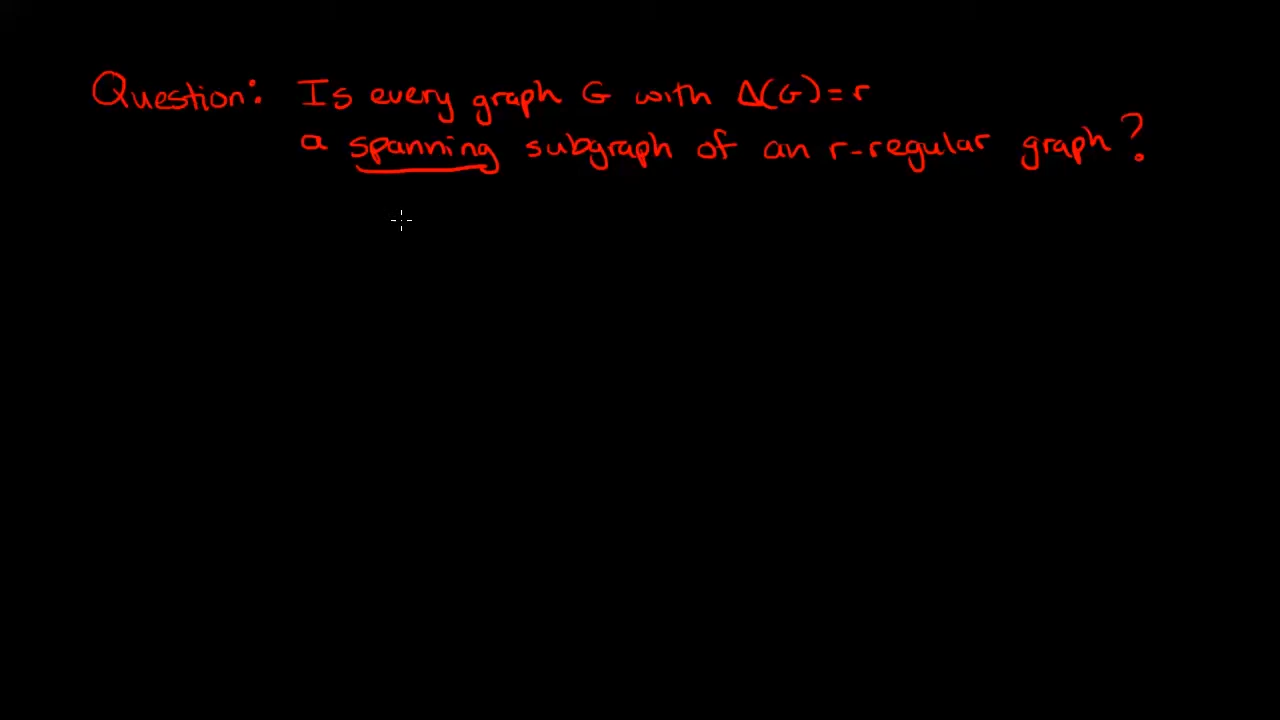 Question: Is every graph G with Δ(G)=r
a spanning subgraph of an r-regular graph?